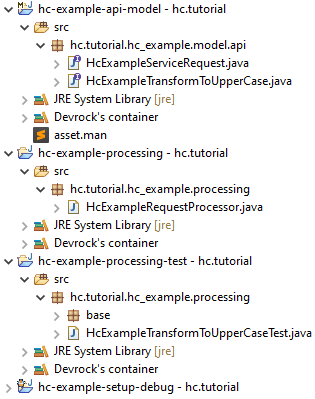 hc-example-api-model - hc.tutorial
src
hc.tutorial.hc_example.model.api
HcExampleServiceRequest.java
HcExampleTransformToUpperCase.java
JRE System Library [jre]
Devrock's container
asset.man
hc-example-processing - hc.tutorial
src
hc.tutorial.hc_example.processing
HcExampleRequestProcessor.java
JRE System Library [jre]
Devrock's container
hc-example-processing-test - hc.tutorial
src
hc.tutorial.hc_example.processing
base
HcExampleTransformToUpperCaseTest.java
JRE System Library [jre]
Devrock's container
hc-example-setup-debug - hc.tutorial